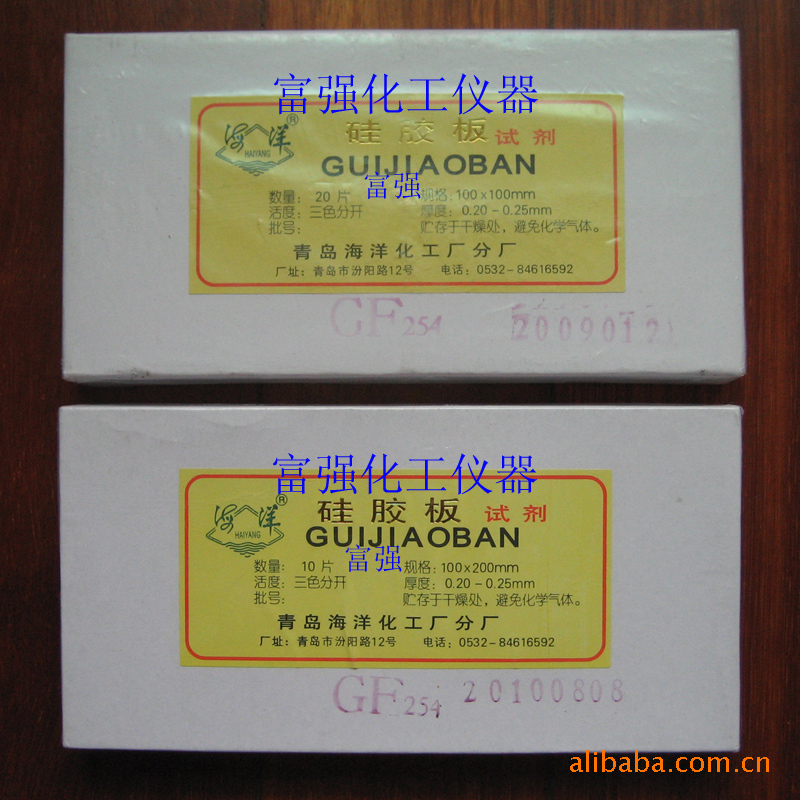 富强化工仪器
海洋®
HAIYANG
硅胶板 试剂
GUIJIAOBAN
富强
数量: 20 片 规格: 100×100mm
活度: 三色分开 厚度: 0.20-0.25mm
批号: 贮存于干燥处, 避免化学气体。
青岛海洋化工厂分厂
厂址: 青岛市汾阳路12号 电话: 0532-84616592
GF254 20090121
富强化工仪器
海洋®
HAIYANG
硅胶板 试剂
GUIJIAOBAN
富强
数量: 10 片 规格: 100×200mm
活度: 三色分开 厚度: 0.20-0.25mm
批号: 贮存于干燥处, 避免化学气体。
青岛海洋化工厂分厂
厂址: 青岛市汾阳路12号 电话: 0532-84616592
GF254 20100808
alibaba.com.cn